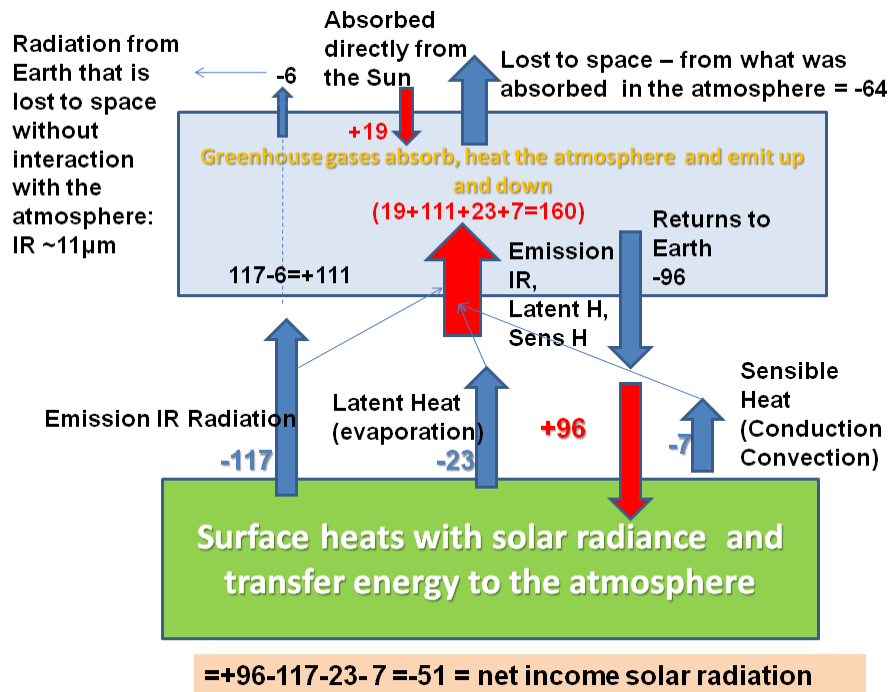 Radiation from
Earth that is
lost to space
without
interaction
with the
atmosphere:
IR ~11µm
-6
Absorbed
directly from
the Sun
+19
Lost to space – from what was
absorbed in the atmosphere = -64
Greenhouse gases absorb, heat the atmosphere and emit up
and down
(19+111+23+7=160)
117-6=+111
Emission
IR,
Latent H,
Sens H
Returns to
Earth
-96
Emission IR Radiation
-117
Latent Heat
(evaporation)
-23
+96
-7
Sensible
Heat
(Conduction
Convection)
Surface heats with solar radiance and
transfer energy to the atmosphere
=+96-117-23- 7 =-51 = net income solar radiation